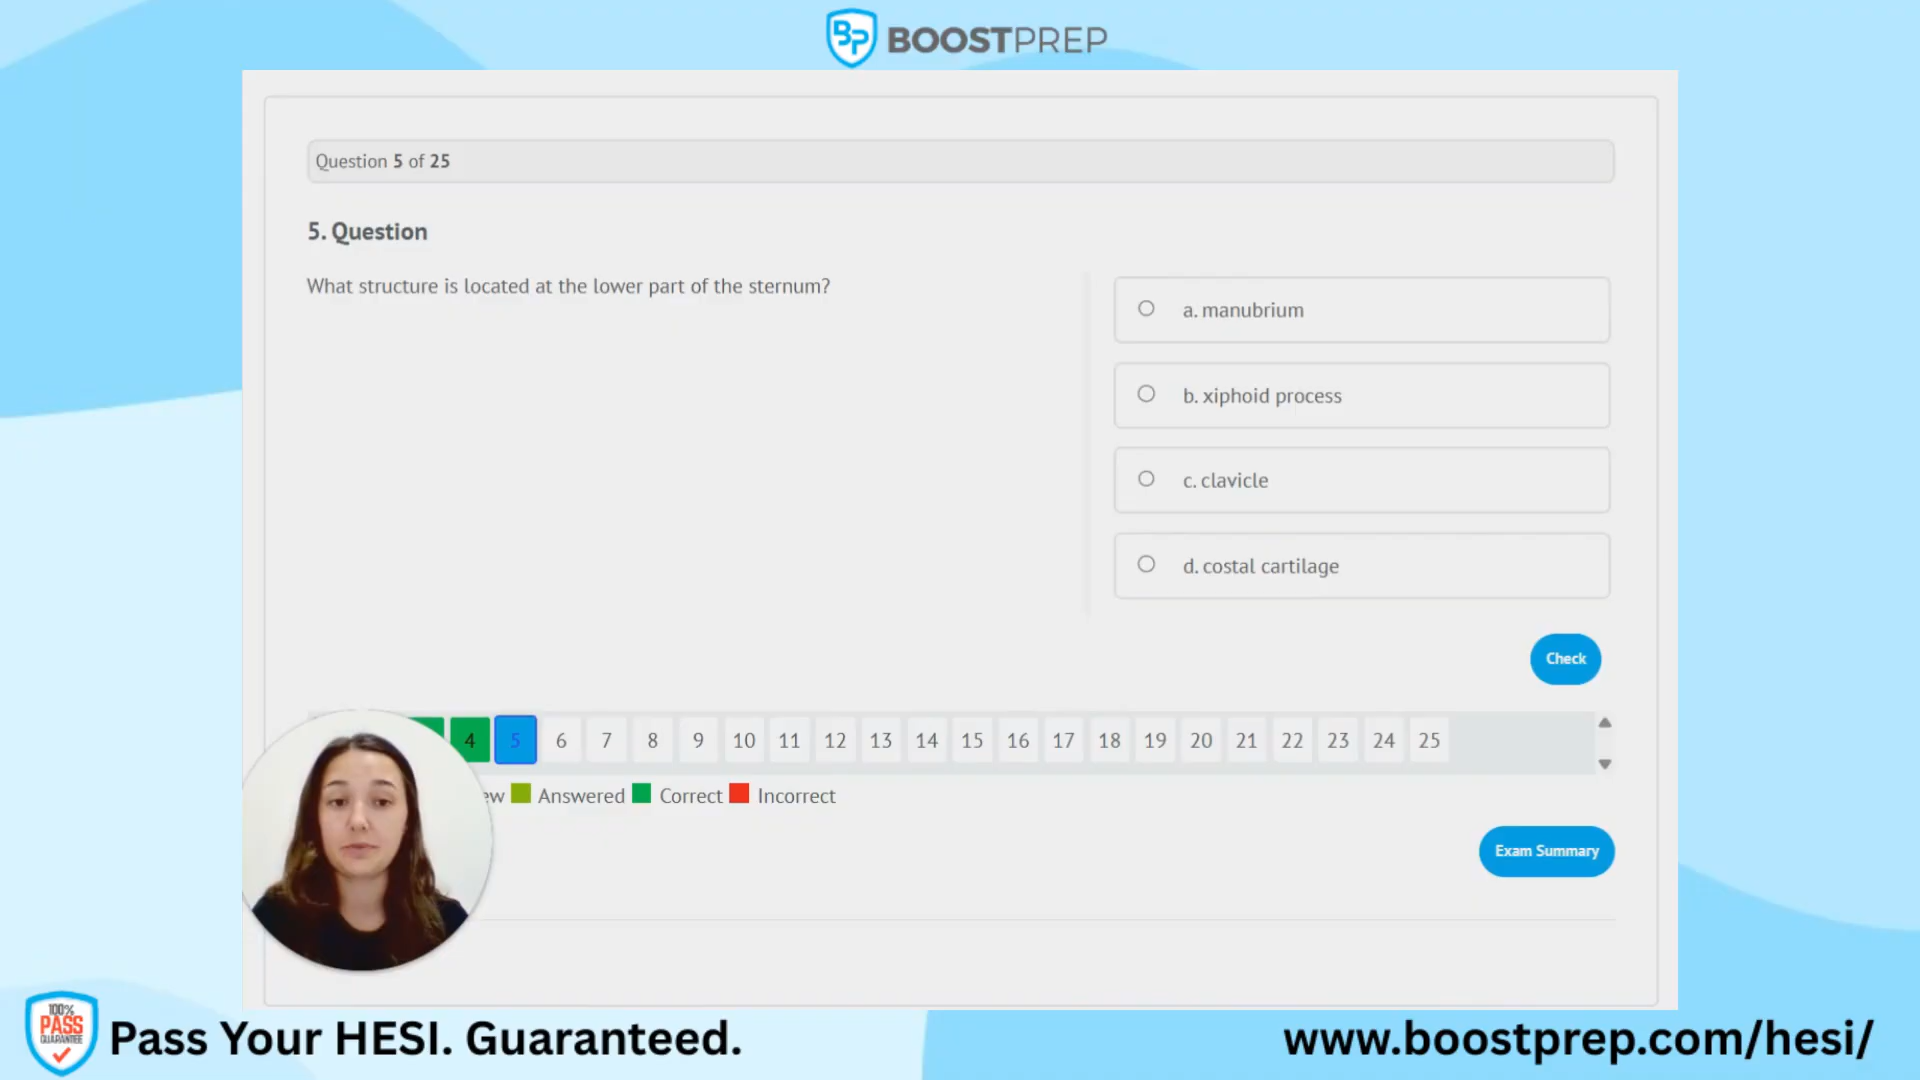 BP BOOSTPREP
Question 5 of 25
5. Question
What structure is located at the lower part of the sternum?
a. manubrium
b. xiphoid process
c. clavicle
d. costal cartilage
Check
4 5 6 7 8 9 10 11 12 13 14 15 16 17 18 19 20 21 22 23 24 25
Answered Correct Incorrect
Exam Summary
100%
PASS
GUARANTEE
Pass Your HESI. Guaranteed.
www.boostprep.com/hesi/